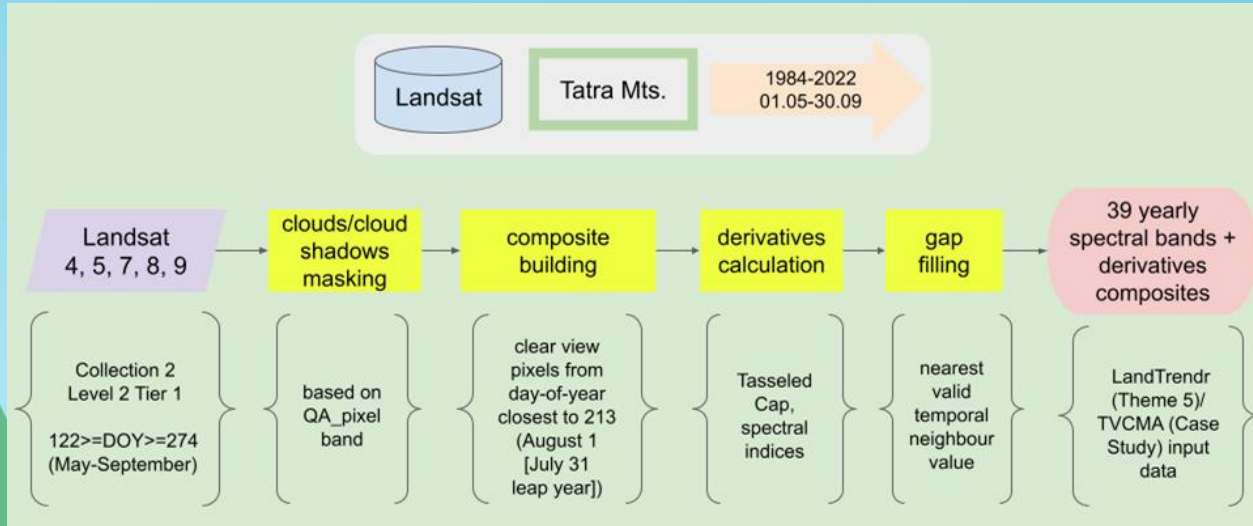 Landsat
Tatra Mts.
1984-2022
01.05-30.09
Landsat
4, 5, 7, 8, 9
clouds/cloud
shadows
masking
composite
building
derivatives
calculation
gap
filling
39 yearly
spectral bands +
derivatives
composites
Collection 2
Level 2 Tier 1
122>=DOY>=274
(May-September)
based on
QA_pixel
band
clear view
pixels from
day-of-year
closest to 213
(August 1
[July 31
leap year])
Tasseled
Cap,
spectral
indices
nearest
valid
temporal
neighbour
value
LandTrendr
(Theme 5)/
TVCMA (Case
Study) input
data